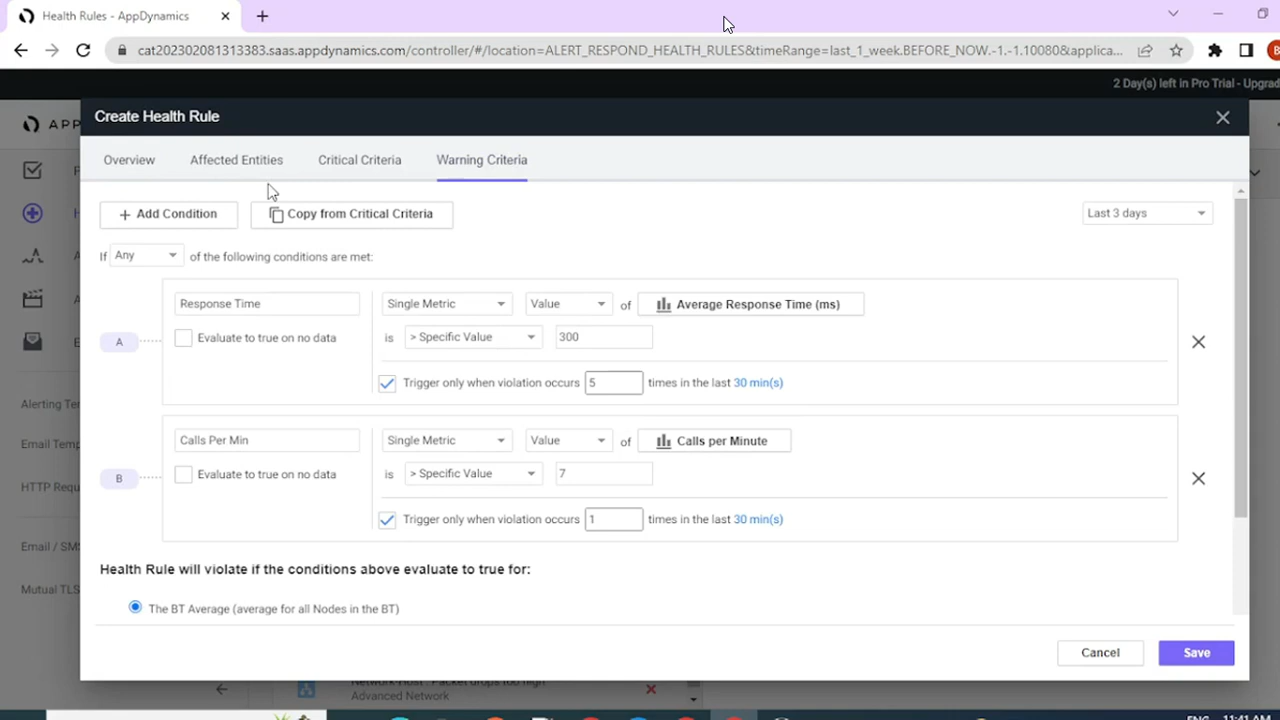 Health Rules - AppDynamics
cat202302081313383.saas.appdynamics.com/controller/#/location=ALERT_RESPOND_HEALTH_RULES&timeRange=last_1_week.BEFORE_NOW.-1.-1.10080&applica...
2 Day(s) left in Pro Trial - Upgrad
APP
Create Health Rule
Overview
Affected Entities
Critical Criteria
Warning Criteria
+ Add Condition
Copy from Critical Criteria
Last 3 days
If Any of the following conditions are met:
Response Time
Single Metric Value of Average Response Time (ms)
A
Evaluate to true on no data
is > Specific Value 300
Trigger only when violation occurs 5 times in the last 30 min(s)
Calls Per Min
Single Metric Value of Calls per Minute
B
Evaluate to true on no data
is > Specific Value 7
Trigger only when violation occurs 1 times in the last 30 min(s)
Health Rule will violate if the conditions above evaluate to true for:
The BT Average (average for all Nodes in the BT)
Cancel
Save
Alerting Te
Email Temp
HTTP Requ
Email / SMS
Mutual TLS
Network-Host : Packet drops too high
Advanced Network
ENG
11:41 AM